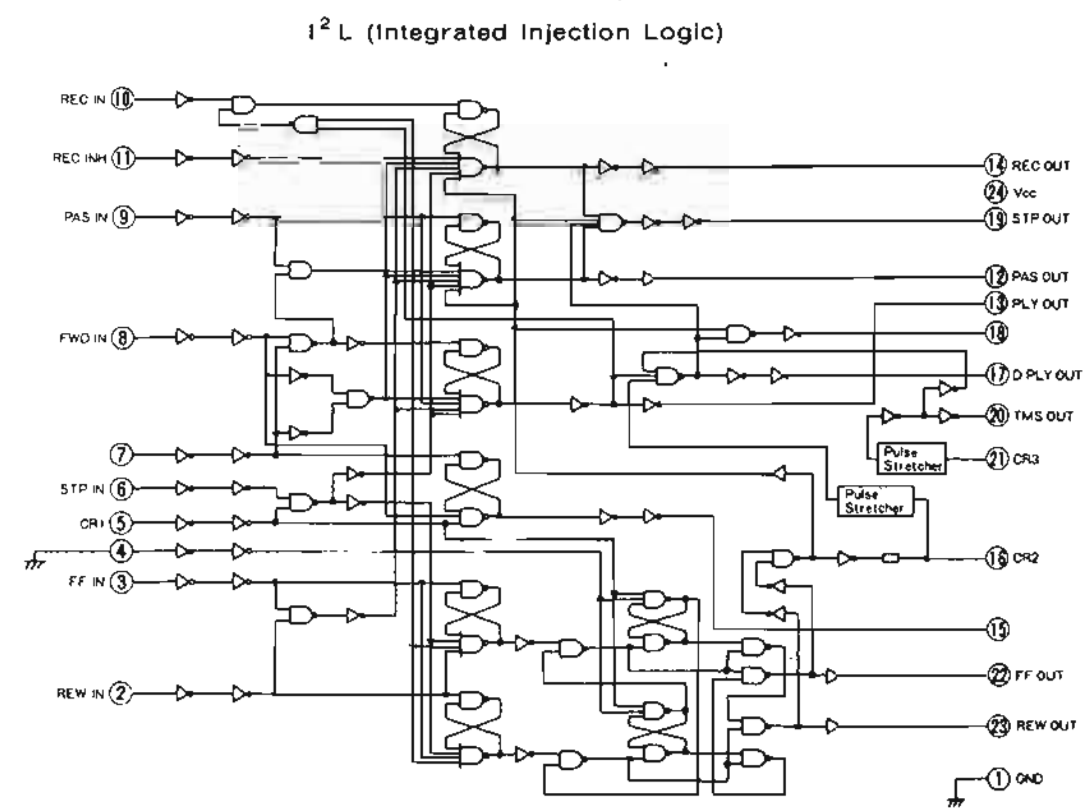 I² L (Integrated Injection Logic)
REC IN 10
REC INH 11
PAS IN 9
FWD IN 8
7
STP IN 6
CR1 5
4
FF IN 3
REW IN 2
14 REC OUT
24 Vcc
19 STP OUT
12 PAS OUT
13 PLY OUT
18
17 D PLY OUT
20 TMS OUT
Pulse
Stretcher
21 CR3
Pulse
Stretcher
16 CR2
15
22 FF OUT
23 REW OUT
1 GND